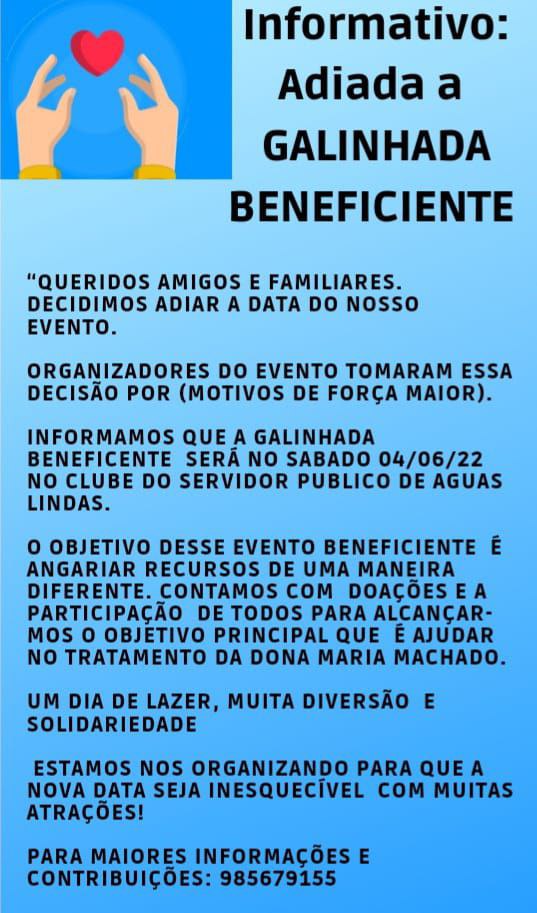 Informativo:
Adiada a
GALINHADA
BENEFICIENTE
“QUERIDOS AMIGOS E FAMILIARES.
DECIDIMOS ADIAR A DATA DO NOSSO
EVENTO.
ORGANIZADORES DO EVENTO TOMARAM ESSA
DECISÃO POR (MOTIVOS DE FORÇA MAIOR).
INFORMAMOS QUE A GALINHADA
BENEFICENTE SERÁ NO SABADO 04/06/22
NO CLUBE DO SERVIDOR PUBLICO DE AGUAS
LINDAS.
O OBJETIVO DESSE EVENTO BENEFICIENTE É
ANGARIAR RECURSOS DE UMA MANEIRA
DIFERENTE. CONTAMOS COM DOAÇÕES E A
PARTICIPAÇÃO DE TODOS PARA ALCANÇAR-
MOS O OBJETIVO PRINCIPAL QUE É AJUDAR
NO TRATAMENTO DA DONA MARIA MACHADO.
UM DIA DE LAZER, MUITA DIVERSÃO E
SOLIDARIEDADE
ESTAMOS NOS ORGANIZANDO PARA QUE A
NOVA DATA SEJA INESQUECÍVEL COM MUITAS
ATRAÇÕES!
PARA MAIORES INFORMAÇÕES E
CONTRIBUIÇÕES: 985679155